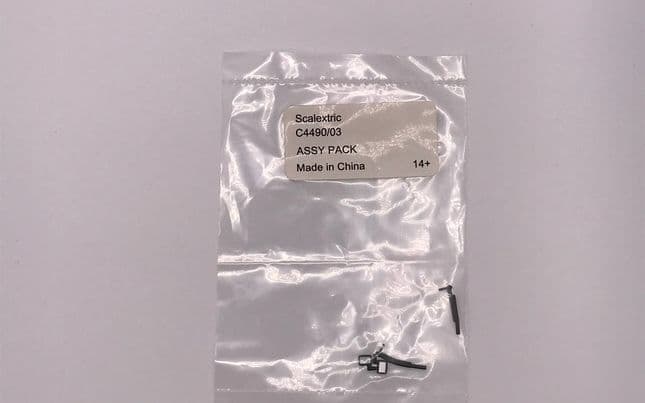 Scalextric
C4490/03
ASSY PACK
Made in China 14+